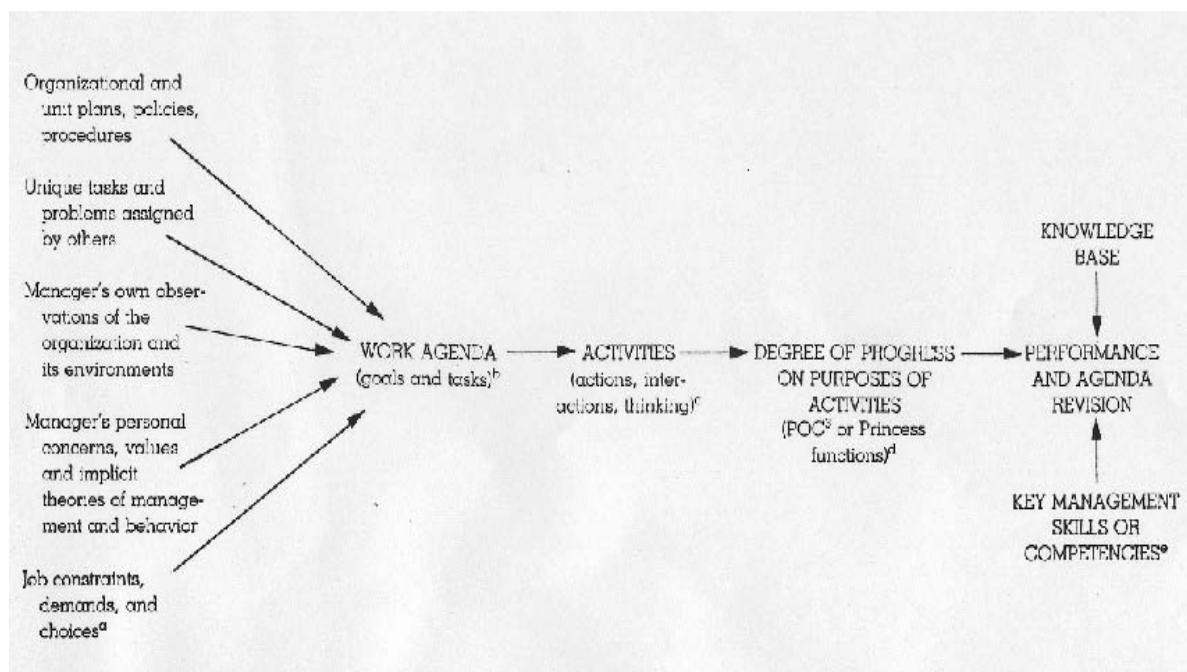 Organizational and
unit plans, policies,
procedures
Unique tasks and
problems assigned
by others
Manager's own obser-
vations of the
organization and
its environments
Manager's personal
concerns, values
and implicit
theories of manage-
ment and behavior
Job constraints,
demands, and
choicesᵃ
WORK AGENDA
(goals and tasks)ᵇ
ACTIVITIES
(actions, inter-
actions, thinking)ᶜ
DEGREE OF PROGRESS
ON PURPOSES OF
ACTIVITIES
(POC³ or Princess
functions)ᵈ
KNOWLEDGE
BASE
PERFORMANCE
AND AGENDA
REVISION
KEY MANAGEMENT
SKILLS OR
COMPETENCIESᵉ